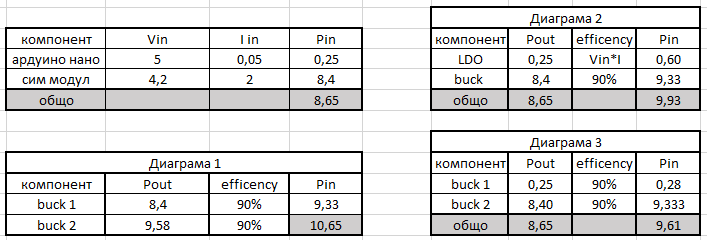 компонент Vin I in Pin
ардуино нано 5 0,05 0,25
сим модул 4,2 2 8,4
общо 8,65
Диаграма 2
компонент Pout efficency Pin
LDO 0,25 Vin*I 0,60
buck 8,4 90% 9,33
общо 8,65 9,93
Диаграма 1
компонент Pout efficency Pin
buck 1 8,4 90% 9,33
buck 2 9,58 90% 10,65
Диаграма 3
компонент Pout efficency Pin
buck 1 0,25 90% 0,28
buck 2 8,40 90% 9,333
общо 8,65 9,61